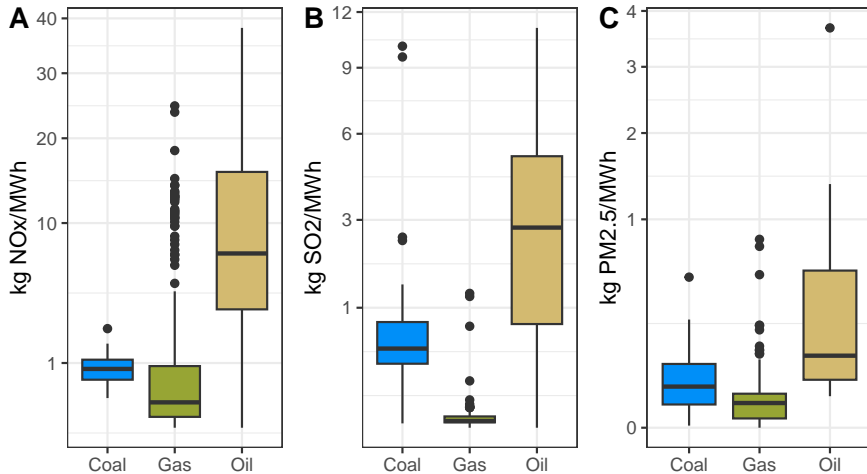 A
kg NOx/MWh
40
30
20
10
1
Coal Gas Oil
B
kg SO2/MWh
12
9
6
3
1
Coal Gas Oil
C
kg PM2.5/MWh
4
3
2
1
0
Coal Gas Oil